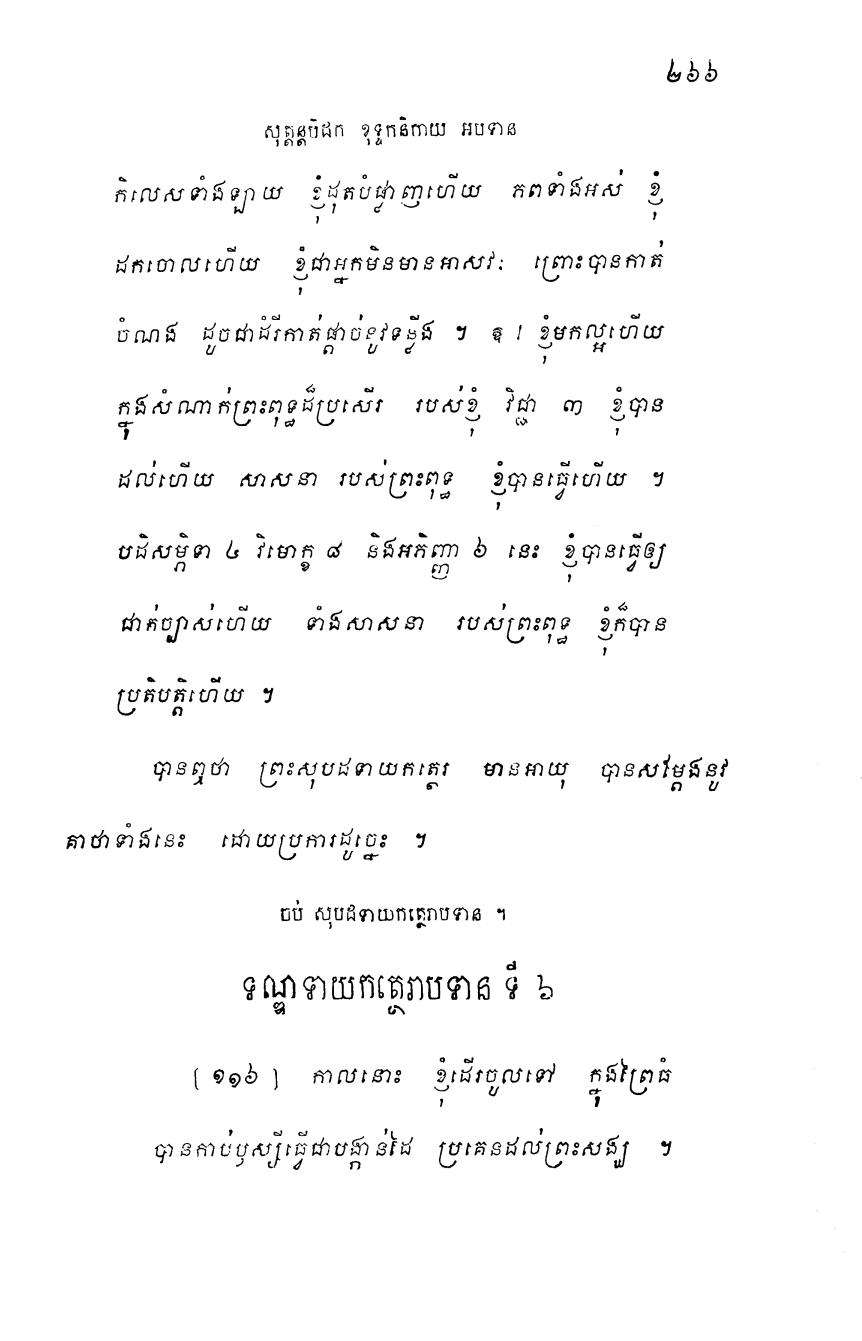 ២៦៦
សុត្តន្តបិដក ខុទ្ទកនិកាយ អបទាន
កិលេសទាំងឡាយ ខ្ញុំដុតបំផ្លាញហើយ ភពទាំងអស់ ខ្ញុំ
ដកចោលហើយ ខ្ញុំជាអ្នកមិនមានអាសវៈ ព្រោះបានកាត់
ចំណង ដូចជាដំរីកាត់ផ្តាច់នូវទន្លីង ។ ឱ ! ខ្ញុំមកល្អហើយ
ក្នុងសំណាក់ព្រះពុទ្ធដ៏ប្រសើរ របស់ខ្ញុំ វិជ្ជា ៣ ខ្ញុំបាន
ដល់ហើយ សាសនា របស់ព្រះពុទ្ធ ខ្ញុំបានធ្វើហើយ ។
បដិសម្ភិទា ៤ វិមោក្ខ ៨ និងអភិញ្ញា ៦ នេះ ខ្ញុំបានធ្វើឲ្យ
ជាក់ច្បាស់ហើយ ទាំងសាសនា របស់ព្រះពុទ្ធ ខ្ញុំក៏បាន
ប្រតិបត្តិហើយ ។
បានឮថា ព្រះសុបដទាយកត្ថេរ មានអាយុ បានសម្តែងនូវ
គាថាទាំងនេះ ដោយប្រការដូច្នេះ ។
ចប់ សុបដទាយកត្ថេរាបទាន ។
ទណ្ឌទាយកត្ថេរាបទាន ទី ៦
[ ១១៦ ] កាលនោះ ខ្ញុំដើរចូលទៅ ក្នុងព្រៃធំ
បានកាប់ឫស្សីធ្វើជាបង្កាន់ដៃ ប្រគេនដល់ព្រះសង្ឃ ។